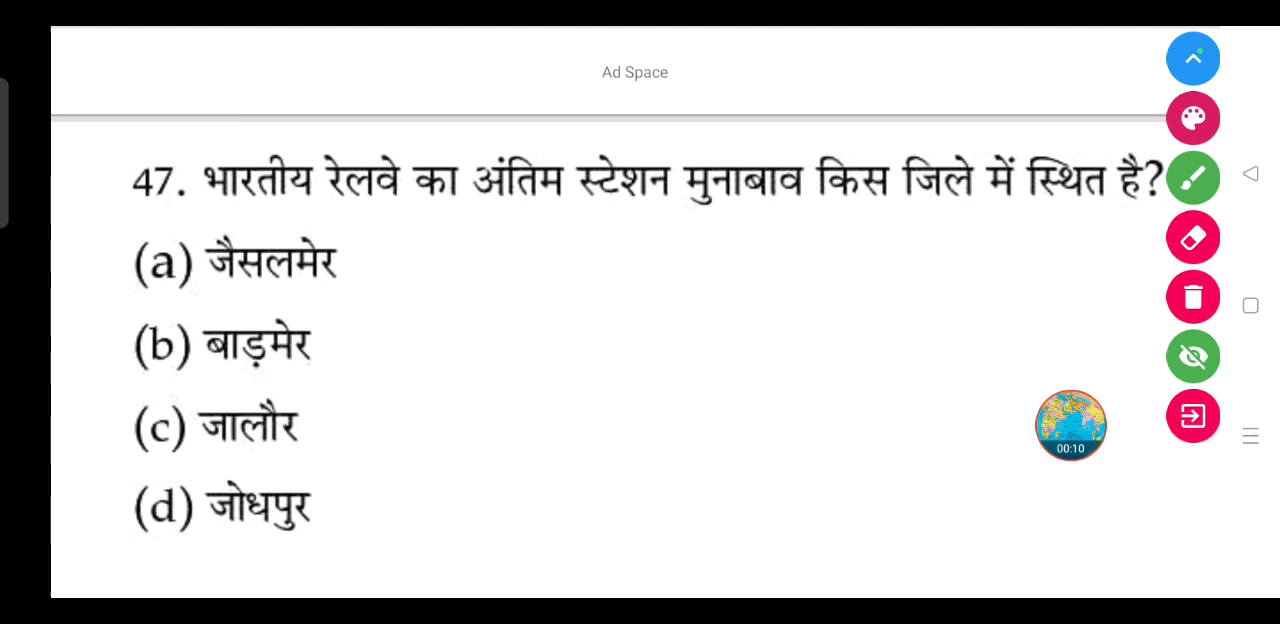 Ad Space
47. भारतीय रेलवे का अंतिम स्टेशन मुनाबाव किस जिले में स्थित है?
(a) जैसलमेर
(b) बाड़मेर
(c) जालौर
(d) जोधपुर
00:10